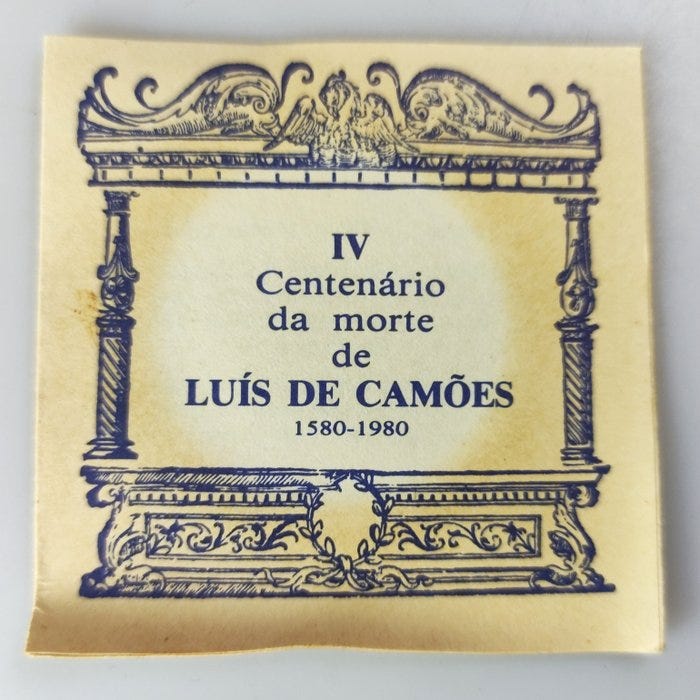 IV
Centenário
da morte
de
LUÍS DE CAMÕES
1580-1980